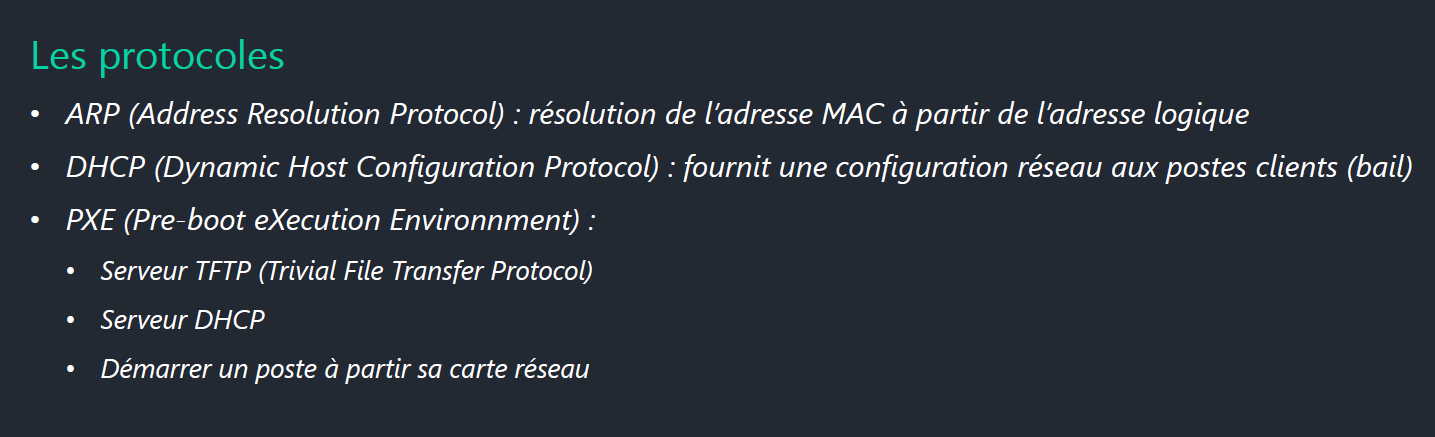 Les protocoles
• ARP (Address Resolution Protocol) : résolution de l’adresse MAC à partir de l’adresse logique
• DHCP (Dynamic Host Configuration Protocol) : fournit une configuration réseau aux postes clients (bail)
• PXE (Pre-boot eXecution Environnment) :
• Serveur TFTP (Trivial File Transfer Protocol)
• Serveur DHCP
• Démarrer un poste à partir sa carte réseau